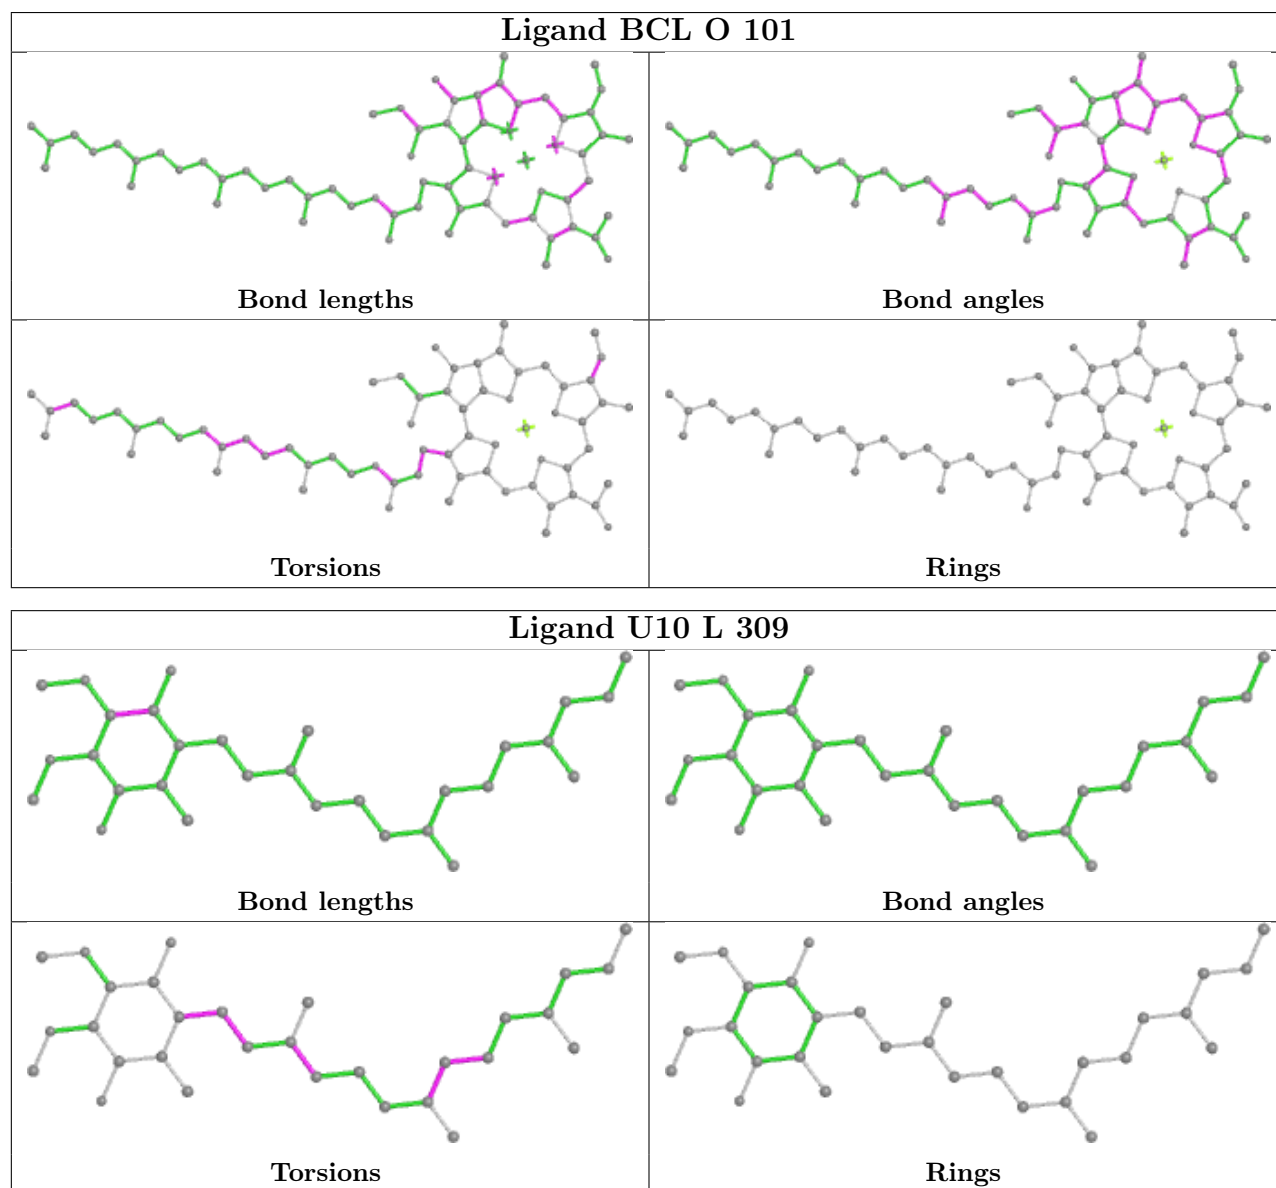 Ligand BCL O 101
Bond lengths
Bond angles
Torsions
Rings
Ligand U10 L 309
Bond lengths
Bond angles
Torsions
Rings